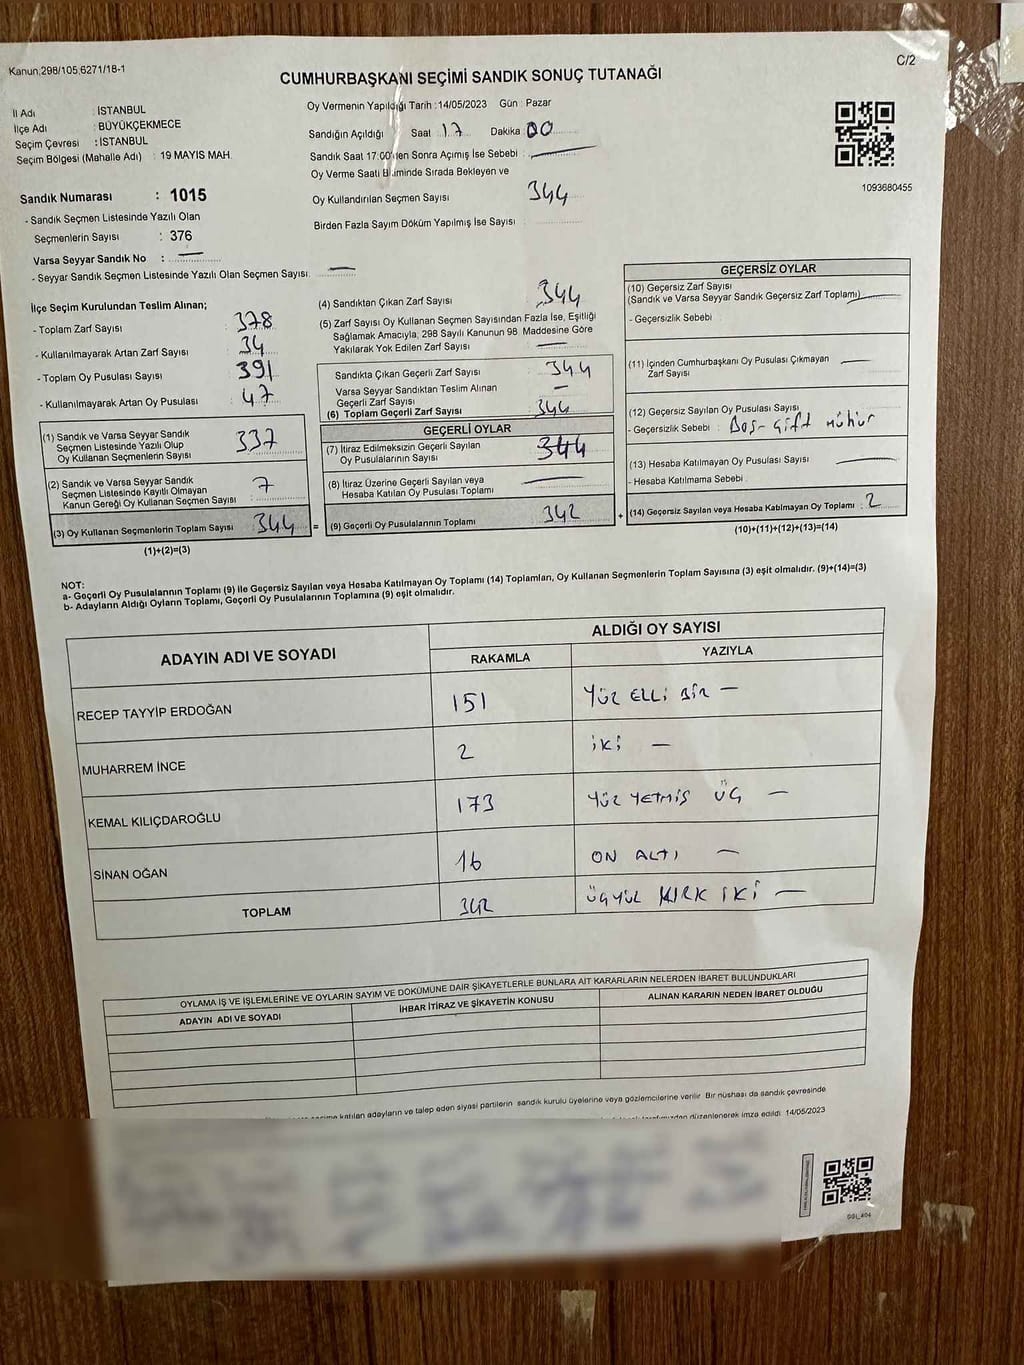 Kanun;298/105,6271/18-1
C/2
CUMHURBAŞKANI SEÇİMİ SANDIK SONUÇ TUTANAĞI
İl Adı : İSTANBUL
İlçe Adı : BÜYÜKÇEKMECE
Seçim Çevresi : İSTANBUL
Seçim Bölgesi (Mahalle Adı) : 19 MAYIS MAH.
Sandık Numarası : 1015
- Sandık Seçmen Listesinde Yazılı Olan
Seçmenlerin Sayısı : 376
Varsa Seyyar Sandık No : —
- Seyyar Sandık Seçmen Listesinde Yazılı Olan Seçmen Sayısı: —
Oy Vermenin Yapıldığı Tarih :14/05/2023 Gün : Pazar
Sandığın Açıldığı Saat 17 Dakika 00
Sandık Saat 17:00'den Sonra Açımış İse Sebebi : —
Oy Verme Saati Bitiminde Sırada Bekleyen ve
Oy Kullandırılan Seçmen Sayısı : 344
Birden Fazla Sayım Döküm Yapılmış İse Sayısı :
1093680455
İlçe Seçim Kurulundan Teslim Alınan;
- Toplam Zarf Sayısı : 378
- Kullanılmayarak Artan Zarf Sayısı : 34
- Toplam Oy Pusulası Sayısı : 391
- Kullanılmayarak Artan Oy Pusulası : 47
(1) Sandık ve Varsa Seyyar Sandık
Seçmen Listesinde Yazılı Olup
Oy Kullanan Seçmenlerin Sayısı : 337
(2) Sandık ve Varsa Seyyar Sandık
Seçmen Listesinde Kayıtlı Olmayan
Kanun Gereği Oy Kullanan Seçmen Sayısı : 7
(3) Oy Kullanan Seçmenlerin Toplam Sayısı : 344
(1)+(2)=(3)
=
(4) Sandıktan Çıkan Zarf Sayısı : 344
(5) Zarf Sayısı Oy Kullanan Seçmen Sayısından Fazla İse, Eşitliği
Sağlamak Amacıyla; 298 Sayılı Kanunun 98. Maddesine Göre
Yakılarak Yok Edilen Zarf Sayısı : —
Sandıkta Çıkan Geçerli Zarf Sayısı : 344
Varsa Seyyar Sandıktan Teslim Alınan
Geçerli Zarf Sayısı : —
(6) Toplam Geçerli Zarf Sayısı : 344
GEÇERLİ OYLAR
(7) İtiraz Edilmeksizin Geçerli Sayılan
Oy Pusulalarının Sayısı : 344
(8) İtiraz Üzerine Geçerli Sayılan veya
Hesaba Katılan Oy Pusulası Toplamı : —
(9) Geçerli Oy Pusulalarının Toplamı : 342
+
GEÇERSİZ OYLAR
(10) Geçersiz Zarf Sayısı
(Sandık ve Varsa Seyyar Sandık Geçersiz Zarf Toplamı) —
- Geçersizlik Sebebi :
(11) İçinden Cumhurbaşkanı Oy Pusulası Çıkmayan
Zarf Sayısı —
(12) Geçersiz Sayılan Oy Pusulası Sayısı :
- Geçersizlik Sebebi : Boş-çift mühür
(13) Hesaba Katılmayan Oy Pusulası Sayısı : —
- Hesaba Katılmama Sebebi :
(14) Geçersiz Sayılan veya Hesaba Katılmayan Oy Toplamı : 2
(10)+(11)+(12)+(13)=(14)
NOT:
a- Geçerli Oy Pusulalarının Toplamı (9) ile Geçersiz Sayılan veya Hesaba Katılmayan Oy Toplamı (14) Toplamları, Oy Kullanan Seçmenlerin Toplam Sayısına (3) eşit olmalıdır. (9)+(14)=(3)
b- Adayların Aldığı Oyların Toplamı, Geçerli Oy Pusulalarının Toplamına (9) eşit olmalıdır.
ADAYIN ADI VE SOYADI
ALDIĞI OY SAYISI
RAKAMLA YAZIYLA
RECEP TAYYİP ERDOĞAN 151 YÜZ ELLİ BİR —
MUHARREM İNCE 2 İKİ —
KEMAL KILIÇDAROĞLU 173 YÜZ YETMİŞ ÜÇ —
SİNAN OĞAN 16 ON ALTI —
TOPLAM 342 ÜÇYÜZ KIRK İKİ —
OYLAMA İŞ VE İŞLEMLERİNE VE OYLARIN SAYIM VE DÖKÜMÜNE DAİR ŞİKAYETLERLE BUNLARA AİT KARARLARIN NELERDEN İBARET BULUNDUKLARI
ADAYIN ADI VE SOYADI İHBAR İTİRAZ VE ŞİKAYETİN KONUSU ALINAN KARARIN NEDEN İBARET OLDUĞU
katılan adayların ve talep eden siyasi partilerin sandık kurulu üyelerine veya gözlemcilerine verilir. Bir nüshası da sandık çevresinde
düzenlenerek imza edildi. 14/05/2023